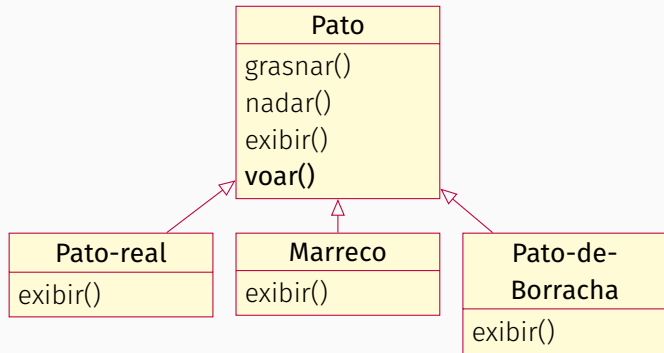 Pato
grasnar()
nadar()
exibir()
voar()
Pato-real
exibir()
Marreco
exibir()
Pato-de-
Borracha
exibir()